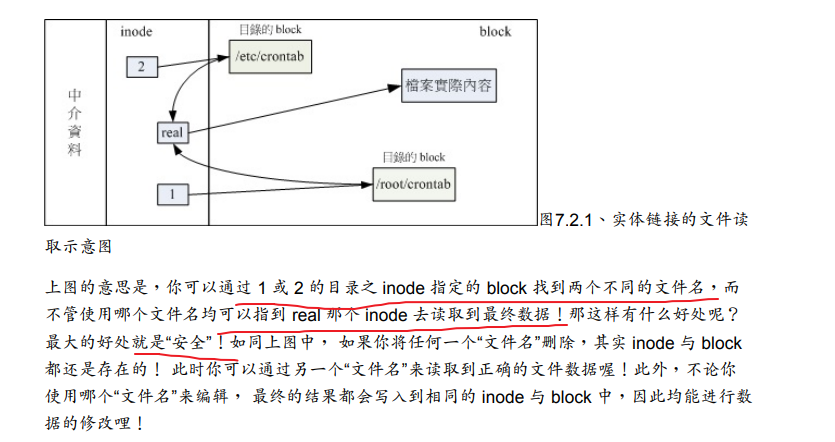 inode
目錄的 block
block
2
/etc/crontab
中介資料
檔案實際內容
real
目錄的 block
1
/root/crontab
图7.2.1、实体链接的文件读
取示意图
上图的意思是，你可以通过 1 或 2 的目录之 inode 指定的 block 找到两个不同的文件名，而
不管使用哪个文件名均可以指到 real 那个 inode 去读取到最终数据！那这样有什么好处呢？
最大的好处就是“安全”！如同上图中， 如果你将任何一个“文件名”删除，其实 inode 与 block
都还是存在的！ 此时你可以通过另一个“文件名”来读取到正确的文件数据喔！此外，不论你
使用哪个“文件名”来编辑， 最终的结果都会写入到相同的 inode 与 block 中，因此均能进行数
据的修改哩！